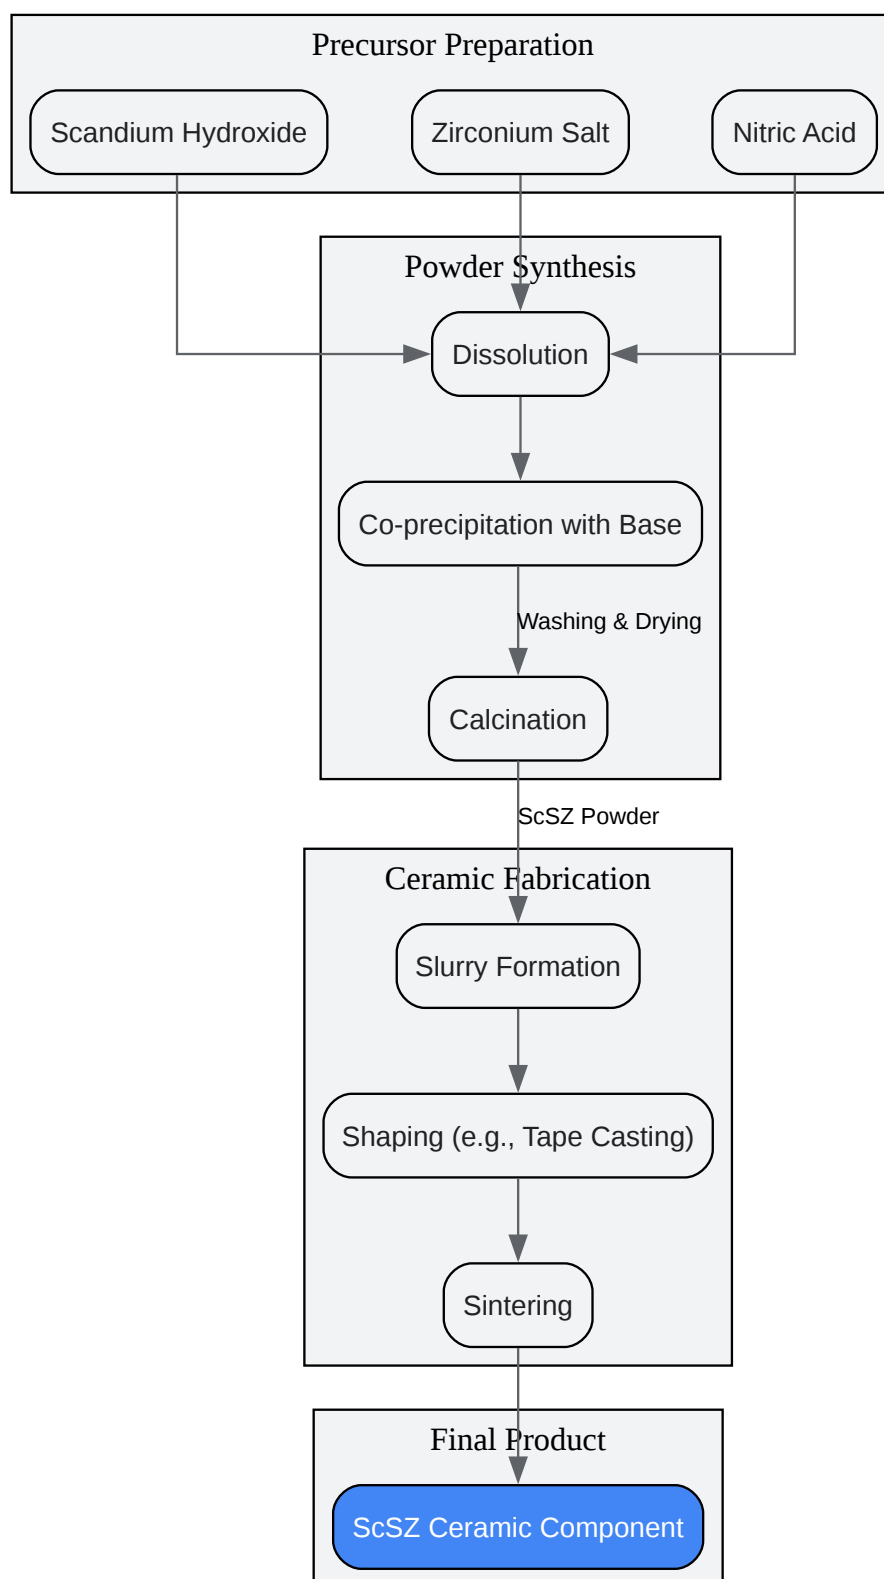 Precursor Preparation
Scandium Hydroxide
Zirconium Salt
Nitric Acid
Powder Synthesis
Dissolution
Co-precipitation with Base
Washing & Drying
Calcination
ScSZ Powder
Ceramic Fabrication
Slurry Formation
Shaping (e.g., Tape Casting)
Sintering
Final Product
ScSZ Ceramic Component